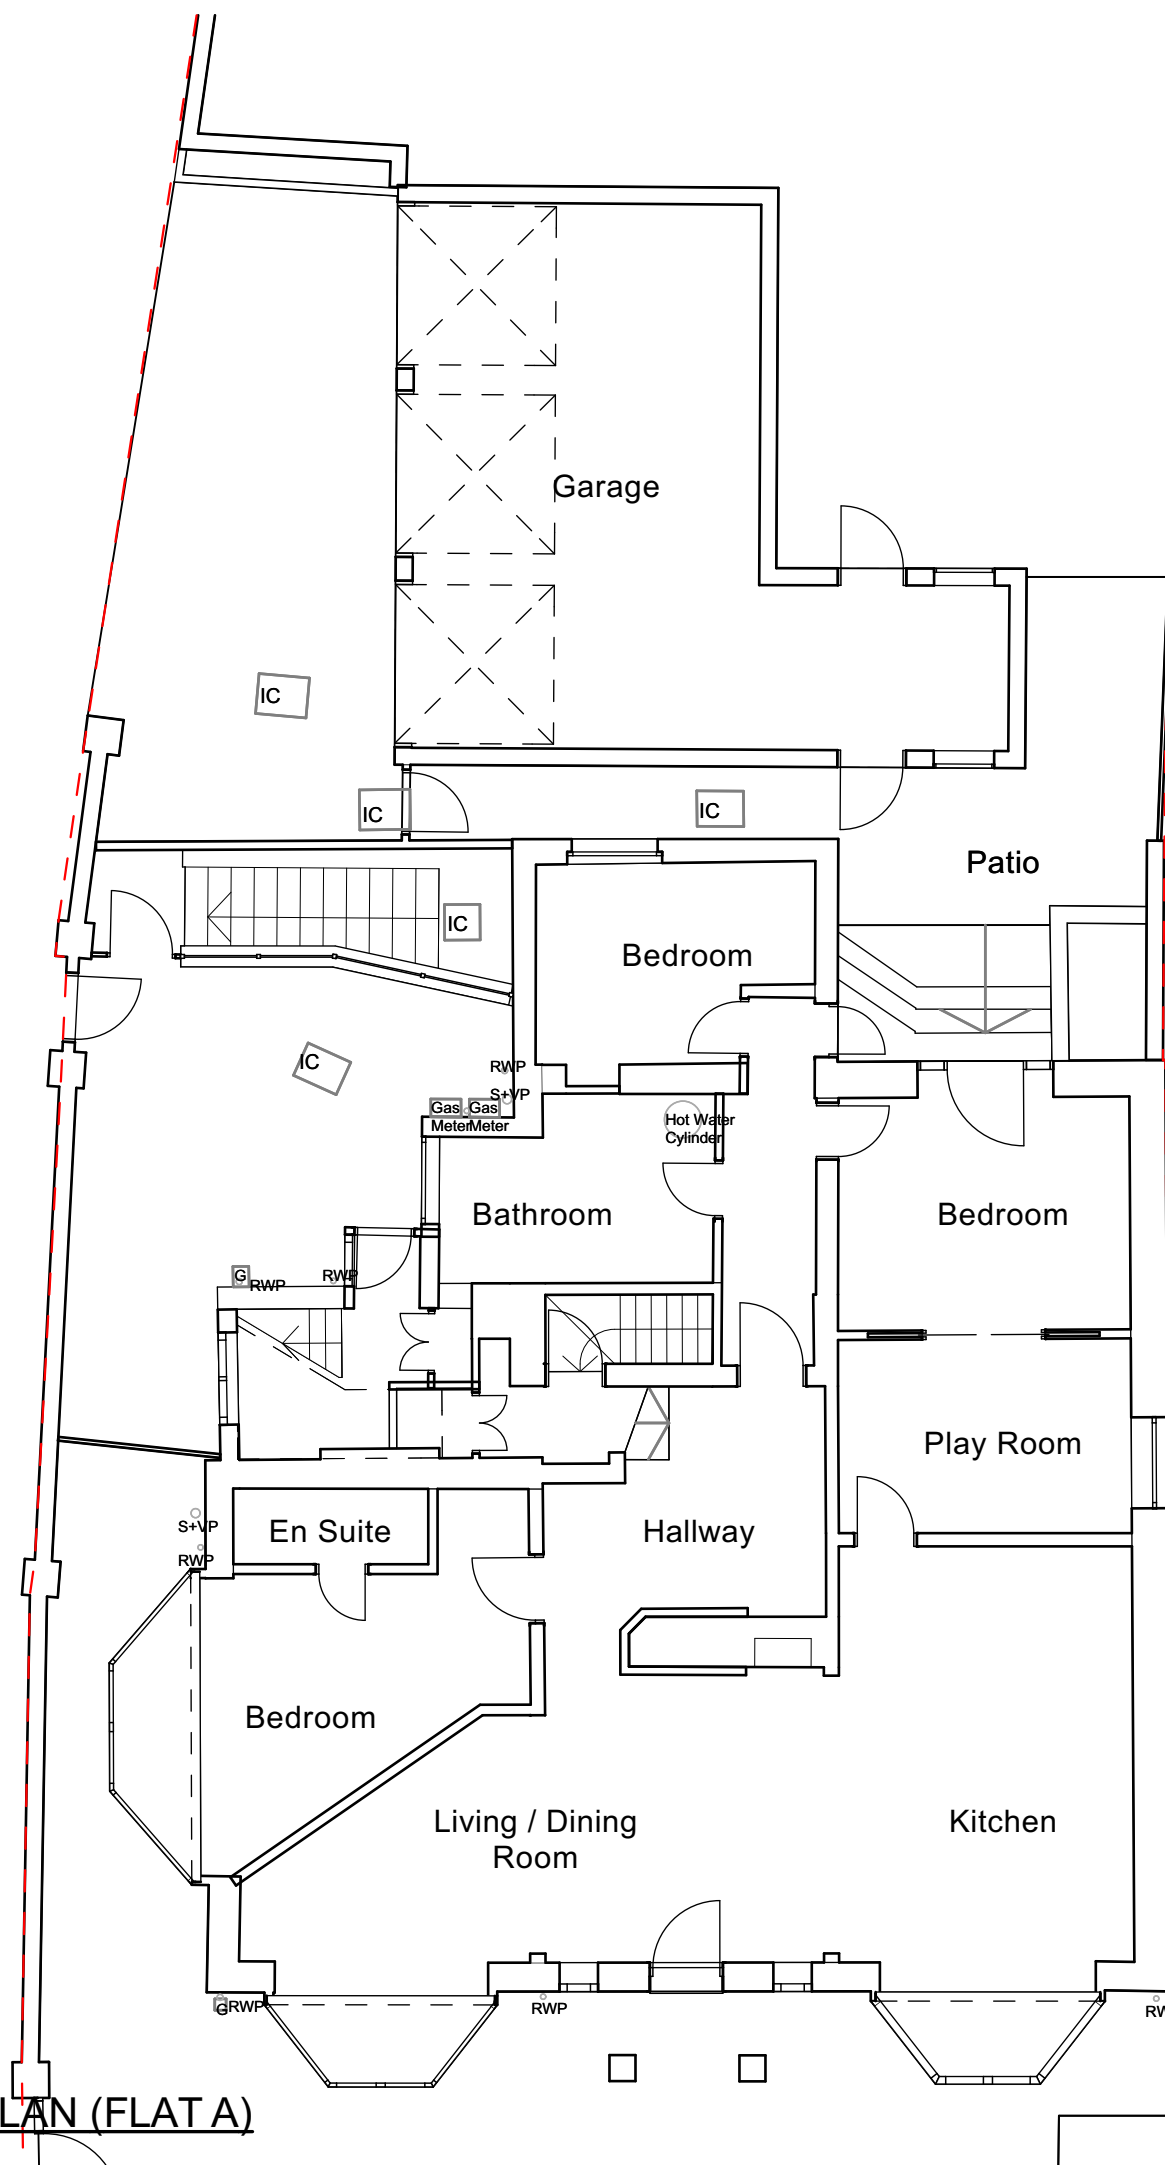 Garage
IC
IC
IC
Patio
IC
Bedroom
IC
RWP
S+VP
Gas
Meter
Gas
Meter
Hot Water
Cylinder
Bathroom
Bedroom
G
RWP
RWP
Play Room
S+VP
En Suite
Hallway
RWP
Bedroom
Living / Dining
Room
Kitchen
G
RWP
RWP
RW
LAN (FLAT A)